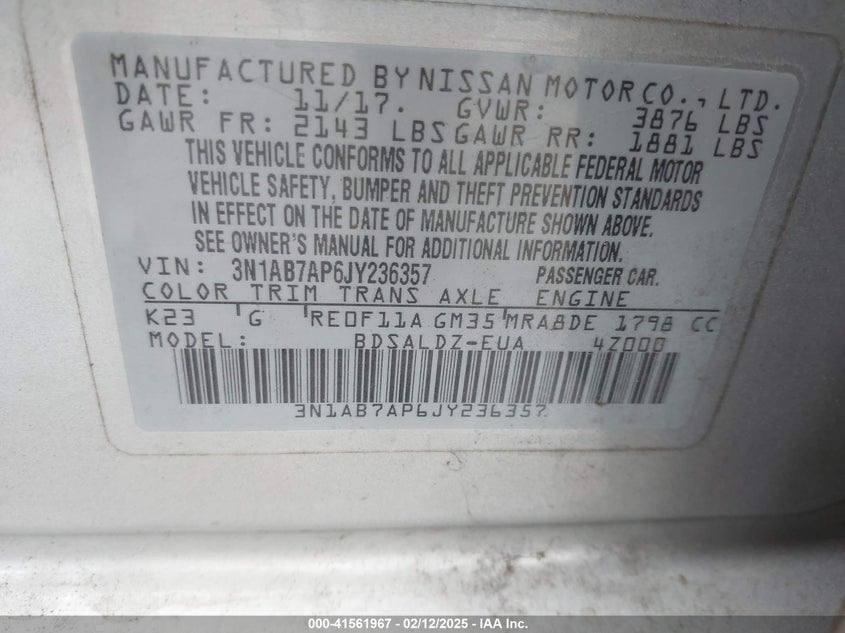 MANUFACTURED BY NISSAN MOTOR CO., LTD.
DATE: 11/17. GVWR: 3876 LBS
GAWR FR: 2143 LBS GAWR RR: 1881 LBS
THIS VEHICLE CONFORMS TO ALL APPLICABLE FEDERAL MOTOR
VEHICLE SAFETY, BUMPER AND THEFT PREVENTION STANDARDS
IN EFFECT ON THE DATE OF MANUFACTURE SHOWN ABOVE.
SEE OWNER'S MANUAL FOR ADDITIONAL INFORMATION.
VIN: 3N1AB7AP6JY236357 PASSENGER CAR.
COLOR TRIM TRANS AXLE ENGINE
K23 G RE0F11A GM35 MRA8DE 1798 CC
MODEL: BDSALDZ-EUA 4Z000
3N1AB7AP6JY236357
000-41561967 - 02/12/2025 - IAA Inc.